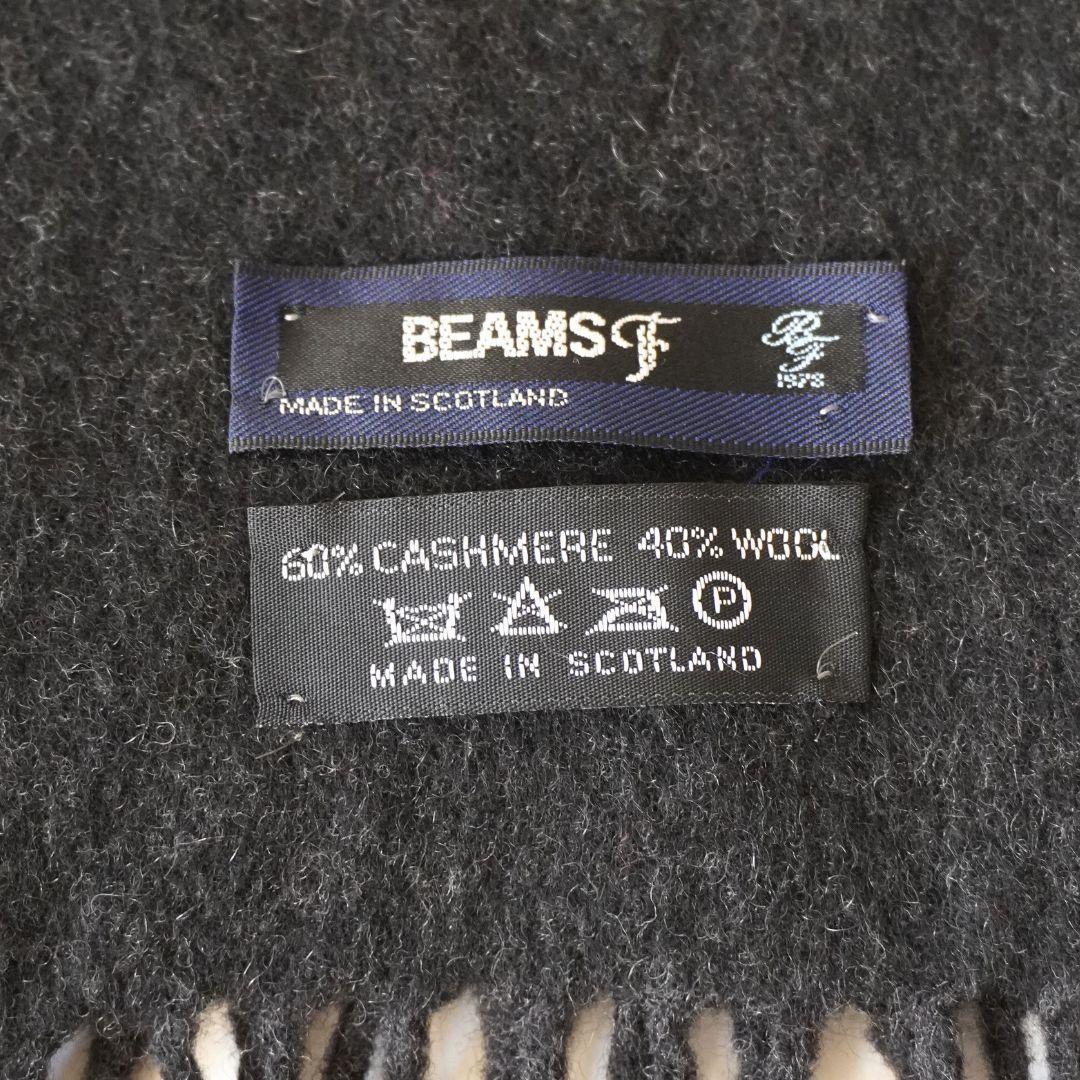 BEAMS F
BF
1978
MADE IN SCOTLAND
60% CASHMERE 40% WOOL
P
MADE IN SCOTLAND